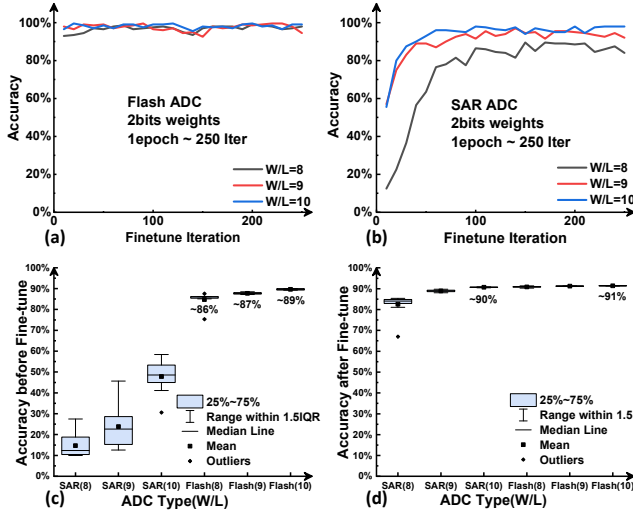 Accuracy
100%
80%
60%
40%
20%
0%
Flash ADC
2bits weights
1epoch ~ 250 Iter
W/L=8
W/L=9
W/L=10
0
100
200
(a)
Finetune Iteration
Accuracy
100%
80%
60%
40%
20%
0%
SAR ADC
2bits weights
1epoch ~ 250 Iter
W/L=8
W/L=9
W/L=10
0
100
200
(b)
Finetune Iteration
Accuracy before Fine-tune
100%
90%
80%
70%
60%
50%
40%
30%
20%
10%
0%
~86%
~87%
~89%
25%~75%
Range within 1.5IQR
Median Line
Mean
Outliers
SAR(8) SAR(9) SAR(10) Flash(8) Flash(9) Flash(10)
(c)
ADC Type(W/L)
Accuracy after Fine-tune
100%
90%
80%
70%
60%
50%
40%
30%
20%
10%
0%
~90%
~91%
25%~75%
Range within 1.5
Median Line
Mean
Outliers
SAR(8) SAR(9) SAR(10) Flash(8) Flash(9) Flash(10)
(d)
ADC Type(W/L)